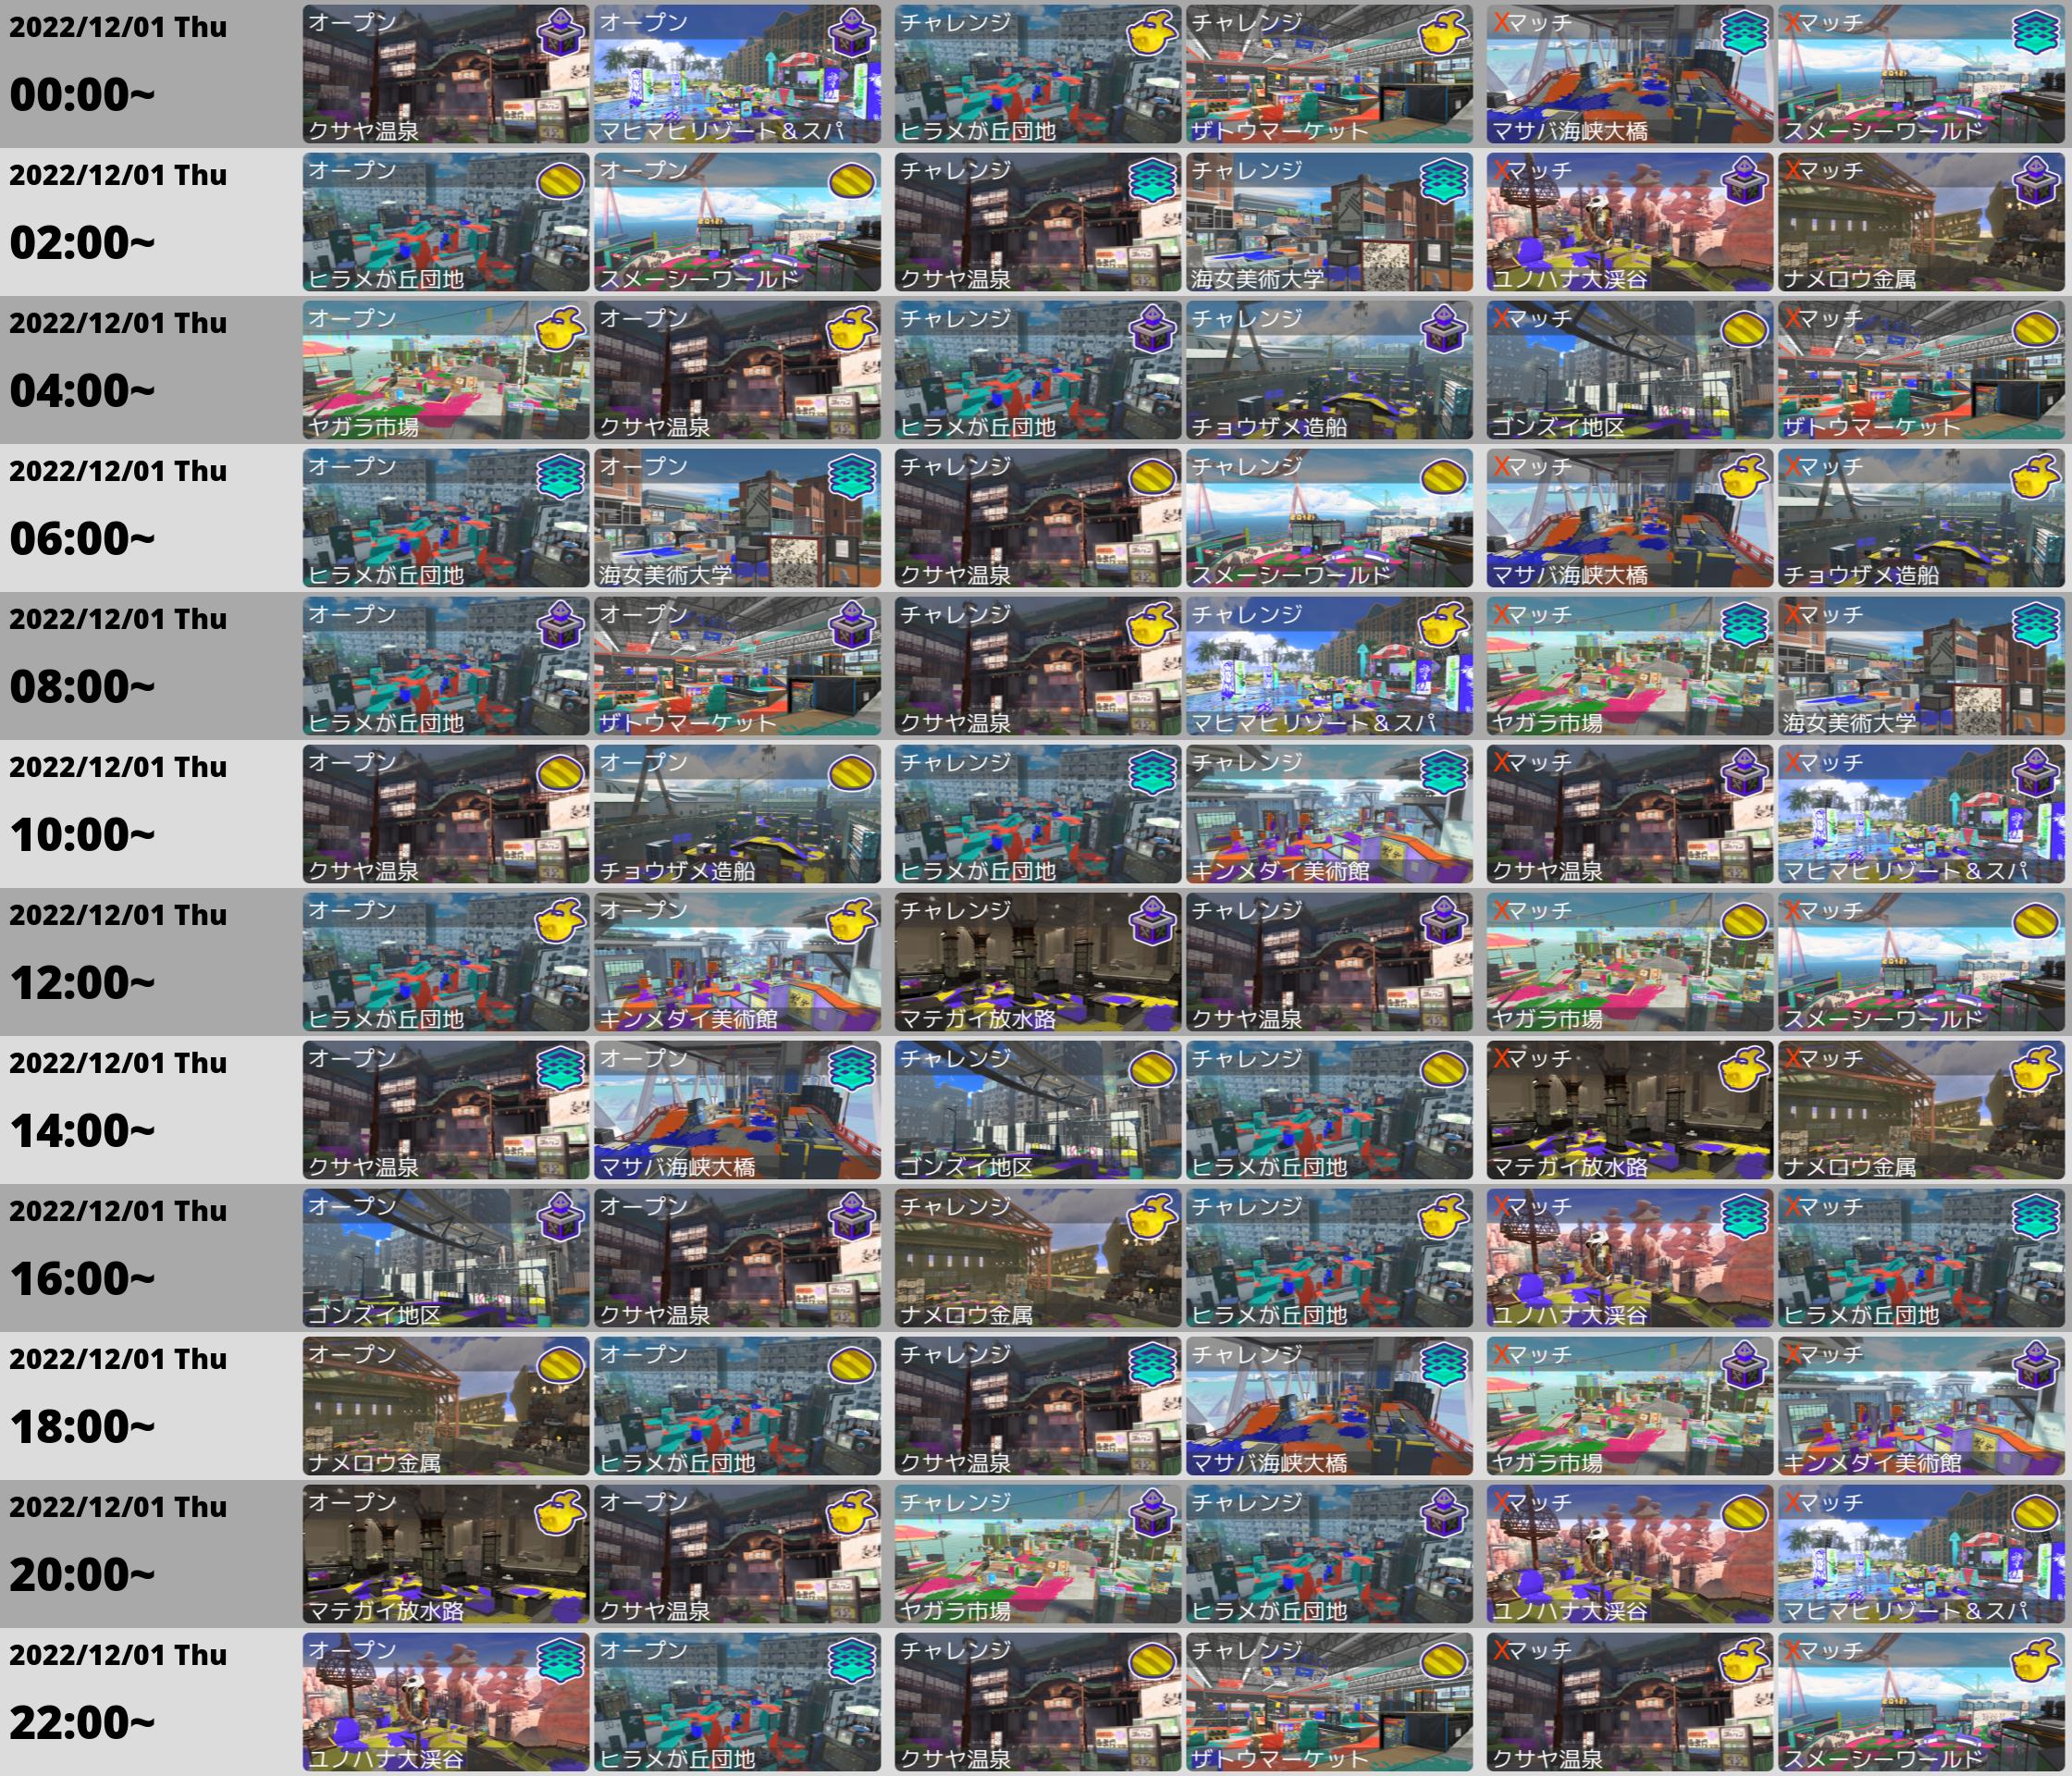 2022/12/01 Thu
00:00~
オープン
クサヤ温泉
オープン
マヒマヒリゾート&スパ
チャレンジ
ヒラメが丘団地
チャレンジ
ザトウマーケット
Xマッチ
マサバ海峡大橋
Xマッチ
スメーシーワールド
2022/12/01 Thu
02:00~
オープン
ヒラメが丘団地
オープン
スメーシーワールド
チャレンジ
クサヤ温泉
チャレンジ
海女美術大学
Xマッチ
ユノハナ大渓谷
Xマッチ
ナメロウ金属
2022/12/01 Thu
04:00~
オープン
ヤガラ市場
オープン
クサヤ温泉
チャレンジ
ヒラメが丘団地
チャレンジ
チョウザメ造船
Xマッチ
ゴンズイ地区
Xマッチ
ザトウマーケット
2022/12/01 Thu
06:00~
オープン
ヒラメが丘団地
オープン
海女美術大学
チャレンジ
クサヤ温泉
チャレンジ
スメーシーワールド
Xマッチ
マサバ海峡大橋
Xマッチ
チョウザメ造船
2022/12/01 Thu
08:00~
オープン
ヒラメが丘団地
オープン
ザトウマーケット
チャレンジ
クサヤ温泉
チャレンジ
マヒマヒリゾート&スパ
Xマッチ
ヤガラ市場
Xマッチ
海女美術大学
2022/12/01 Thu
10:00~
オープン
クサヤ温泉
オープン
チョウザメ造船
チャレンジ
ヒラメが丘団地
チャレンジ
キンメダイ美術館
Xマッチ
クサヤ温泉
Xマッチ
マヒマヒリゾート&スパ
2022/12/01 Thu
12:00~
オープン
ヒラメが丘団地
オープン
キンメダイ美術館
チャレンジ
マテガイ放水路
チャレンジ
クサヤ温泉
Xマッチ
ヤガラ市場
Xマッチ
スメーシーワールド
2022/12/01 Thu
14:00~
オープン
クサヤ温泉
オープン
マサバ海峡大橋
チャレンジ
ゴンズイ地区
チャレンジ
ヒラメが丘団地
Xマッチ
マテガイ放水路
Xマッチ
ナメロウ金属
2022/12/01 Thu
16:00~
オープン
ゴンズイ地区
オープン
クサヤ温泉
チャレンジ
ナメロウ金属
チャレンジ
ヒラメが丘団地
Xマッチ
ユノハナ大渓谷
Xマッチ
ヒラメが丘団地
2022/12/01 Thu
18:00~
オープン
ナメロウ金属
オープン
ヒラメが丘団地
チャレンジ
クサヤ温泉
チャレンジ
マサバ海峡大橋
Xマッチ
ヤガラ市場
Xマッチ
キンメダイ美術館
2022/12/01 Thu
20:00~
オープン
マテガイ放水路
オープン
クサヤ温泉
チャレンジ
ヤガラ市場
チャレンジ
ヒラメが丘団地
Xマッチ
ユノハナ大渓谷
Xマッチ
マヒマヒリゾート&スパ
2022/12/01 Thu
22:00~
オープン
ユノハナ大渓谷
オープン
ヒラメが丘団地
チャレンジ
クサヤ温泉
チャレンジ
ザトウマーケット
Xマッチ
クサヤ温泉
Xマッチ
スメーシーワールド